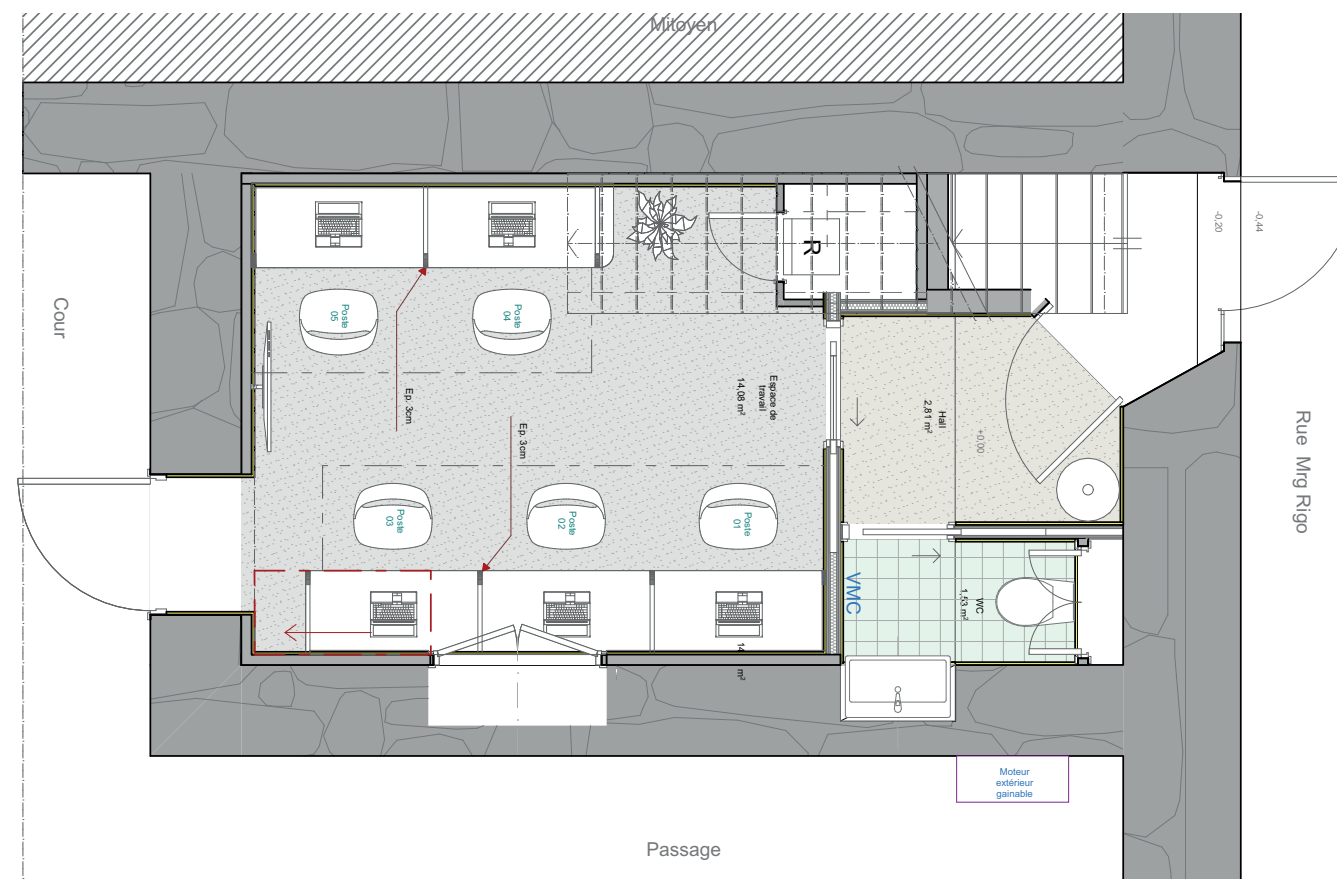 Mitoyen
-0,20
-0,44
R
Cour
Poste
05
Poste
04
Ep. 3cm
Ep. 3cm
Espace de
travail
14,08 m²
Hall
2,81 m²
+0,00
Rue Mrg Rigo
Poste
03
Poste
02
Poste
01
VMC
WC
1,53 m²
14
m²
Moteur
extérieur
gainable
Passage